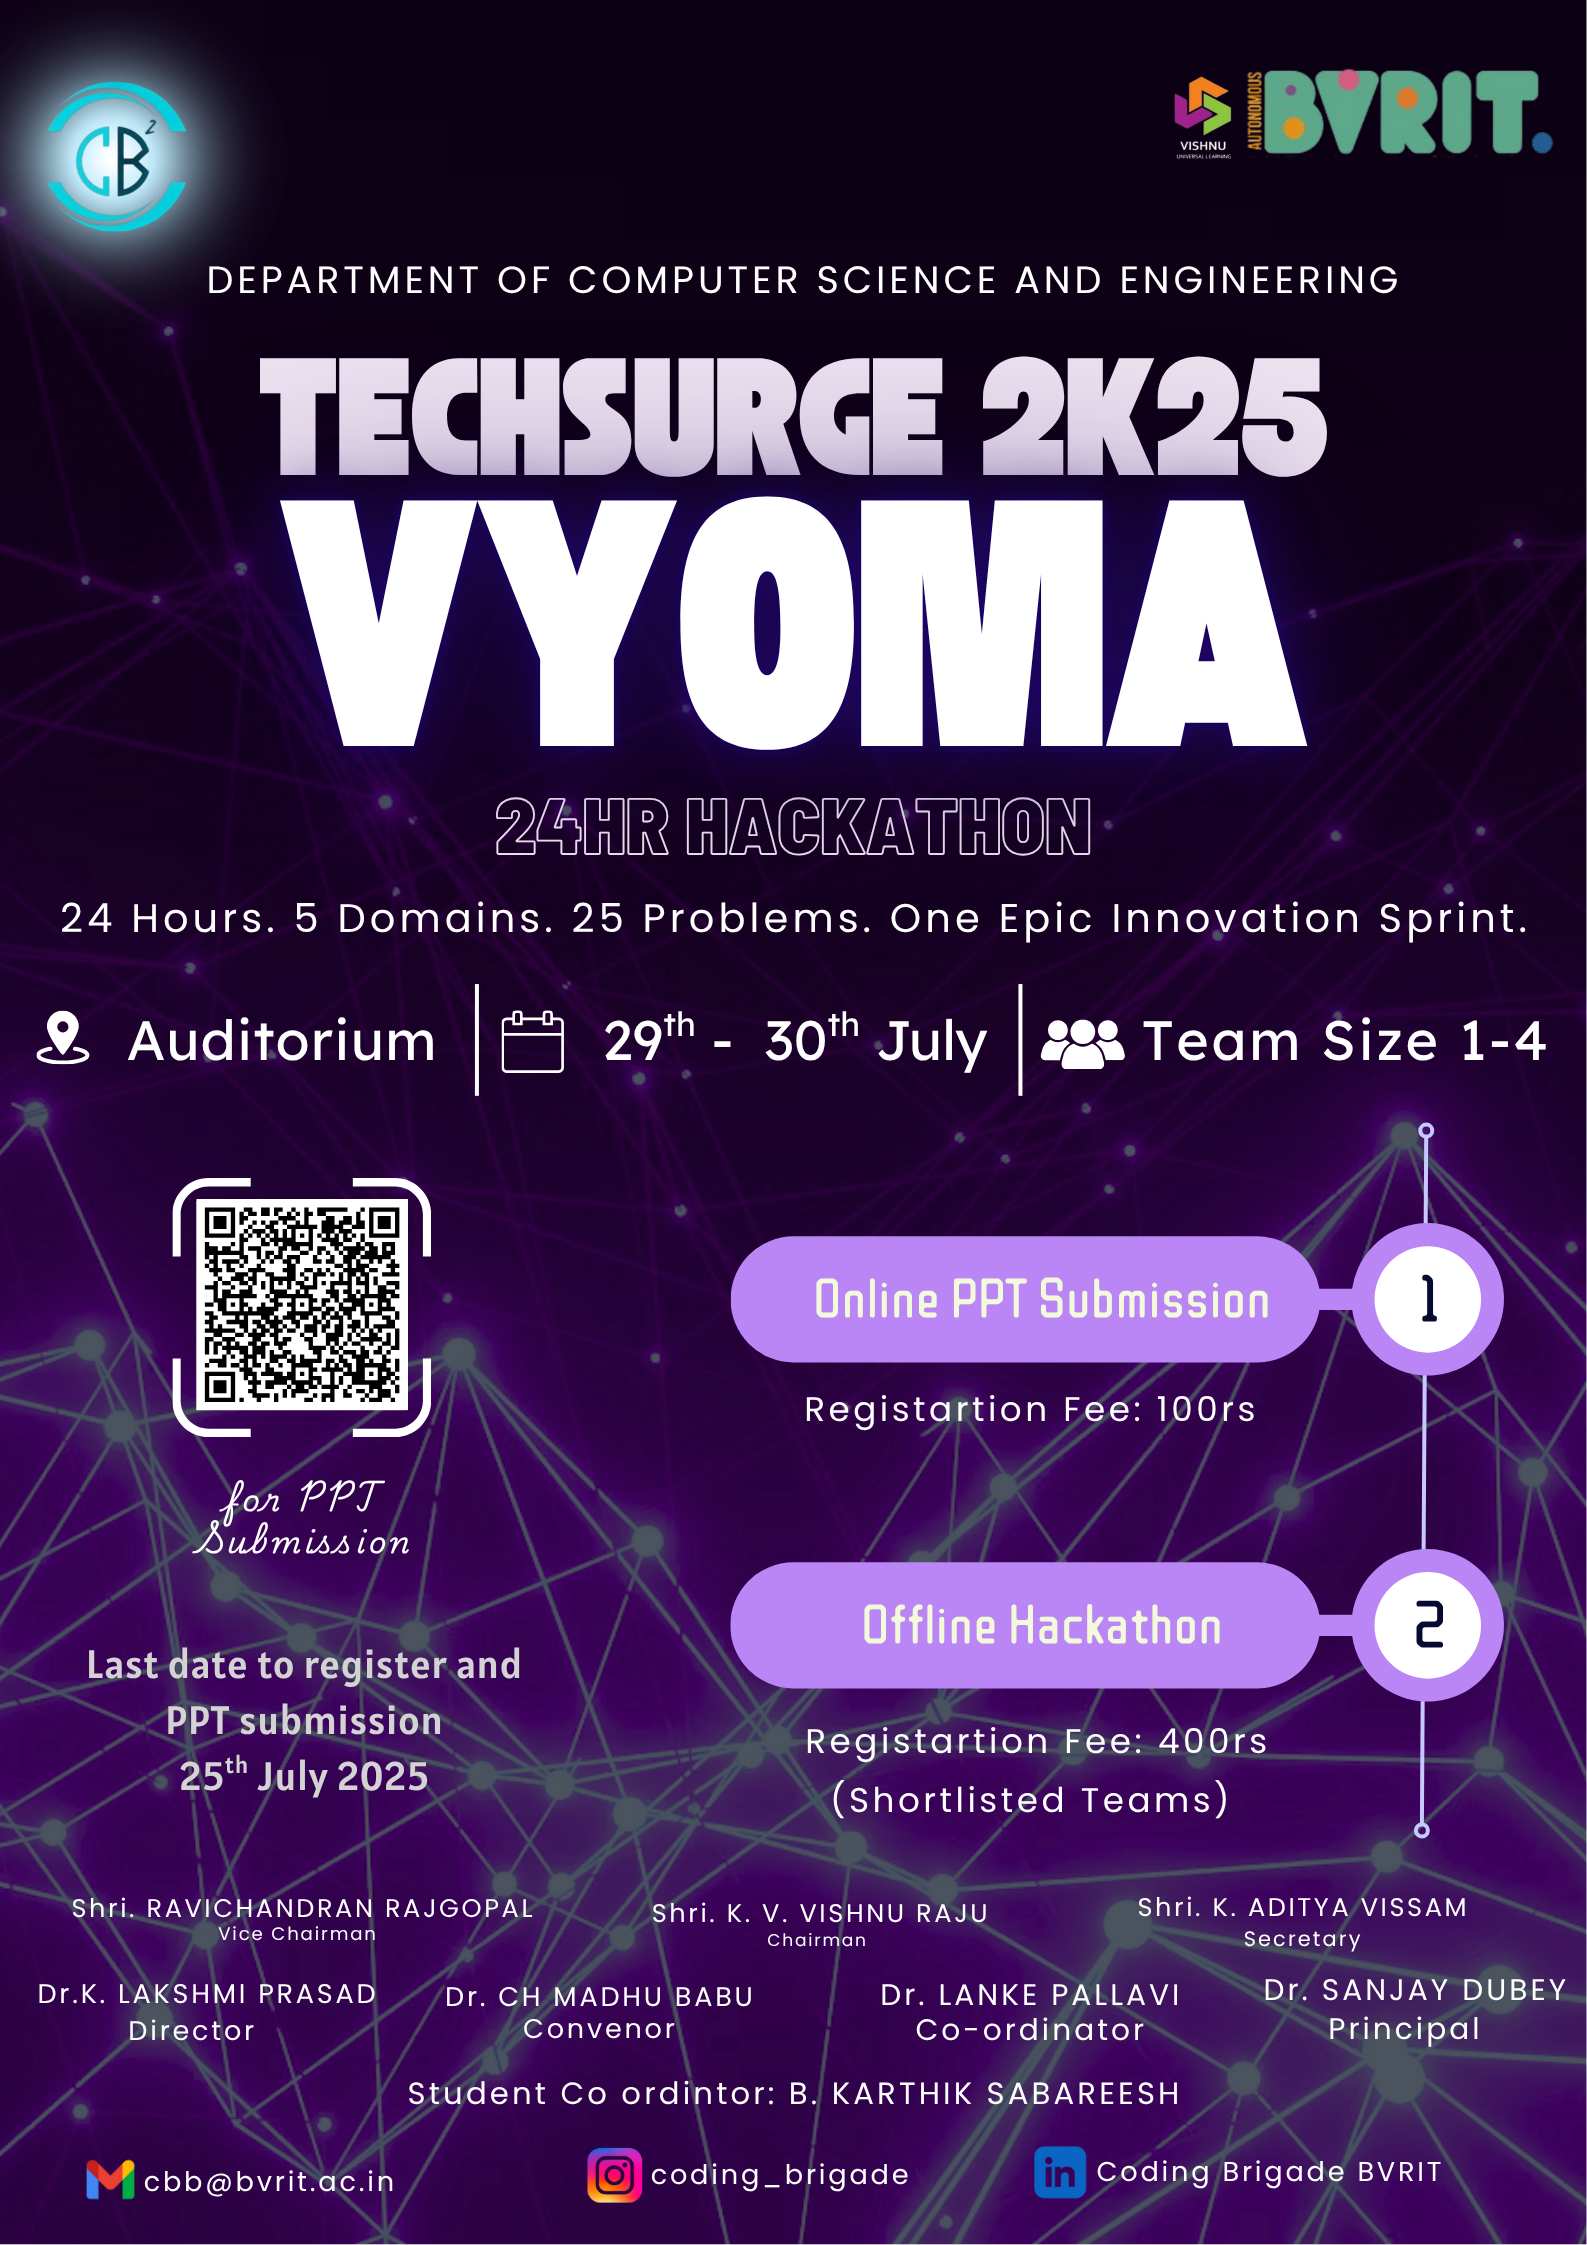 CB²
VISHNU
UNIVERSAL LEARNING
AUTONOMOUS
BVRIT.
DEPARTMENT OF COMPUTER SCIENCE AND ENGINEERING
TECHSURGE 2K25
VYOMA
24HR HACKATHON
24 Hours. 5 Domains. 25 Problems. One Epic Innovation Sprint.
Auditorium
29th - 30th July
Team Size 1-4
Online PPT Submission
1
Registartion Fee: 100rs
for PPT
Submission
Offline Hackathon
2
Registartion Fee: 400rs
(Shortlisted Teams)
Last date to register and
PPT submission
25th July 2025
Shri. RAVICHANDRAN RAJGOPAL
Vice Chairman
Shri. K. V. VISHNU RAJU
Chairman
Shri. K. ADITYA VISSAM
Secretary
Dr.K. LAKSHMI PRASAD
Director
Dr. CH MADHU BABU
Convenor
Dr. LANKE PALLAVI
Co-ordinator
Dr. SANJAY DUBEY
Principal
Student Co ordintor: B. KARTHIK SABAREESH
cbb@bvrit.ac.in
coding_brigade
in
Coding Brigade BVRIT